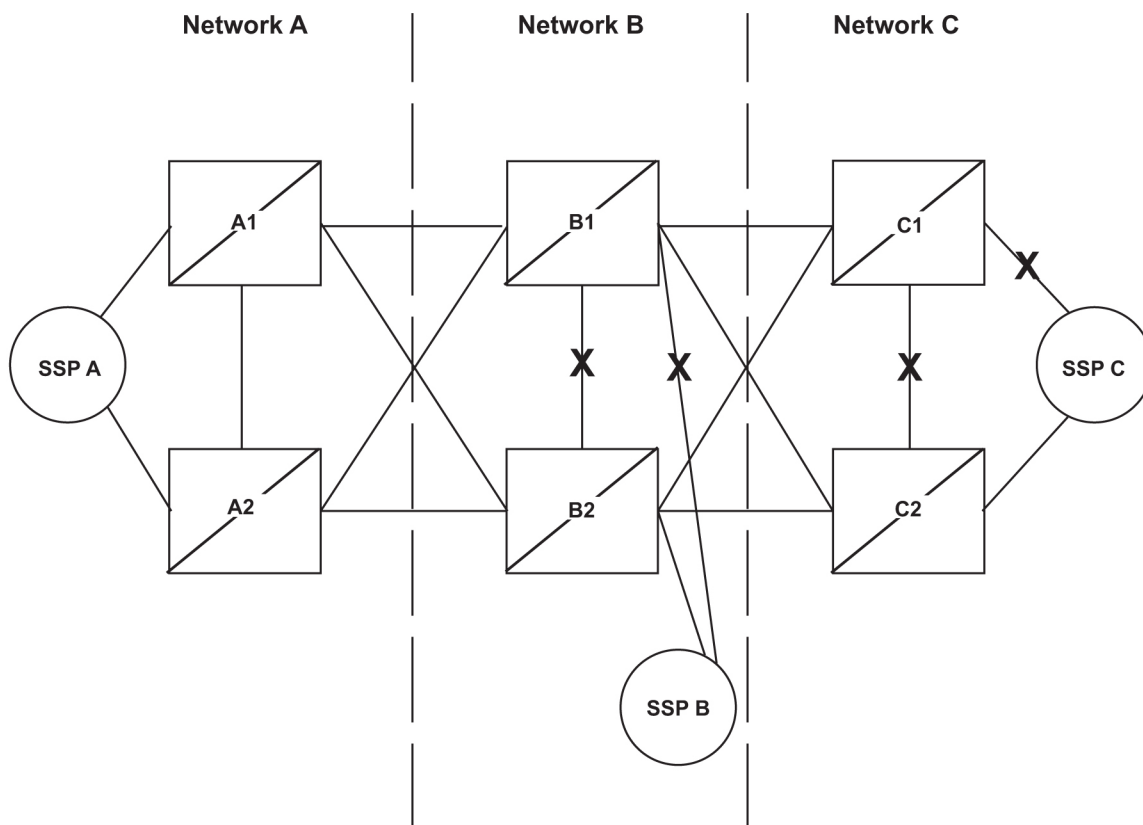 Network A
Network B
Network C
A1
B1
C1
X
SSP A
X
X
X
SSP C
A2
B2
C2
SSP B